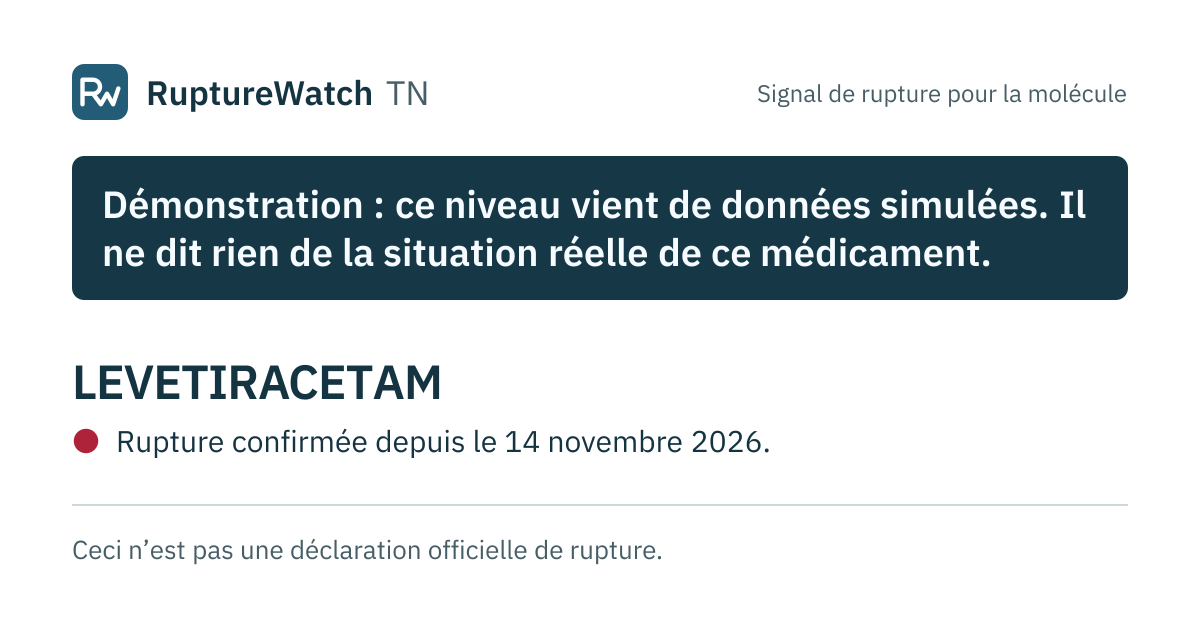 Rw RuptureWatch TN
Signal de rupture pour la molécule
Démonstration : ce niveau vient de données simulées. Il
ne dit rien de la situation réelle de ce médicament.
LEVETIRACETAM
Rupture confirmée depuis le 14 novembre 2026.
Ceci n’est pas une déclaration officielle de rupture.